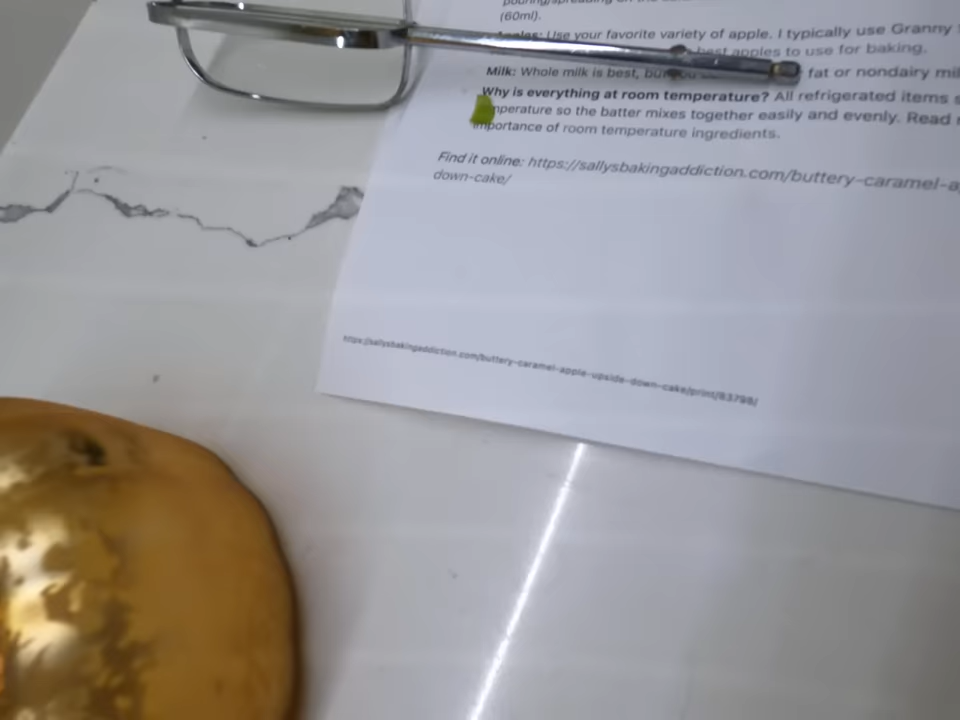 (60ml).
Use your favorite variety of apple. I typically use Granny
best apples to use for baking.
Milk: Whole milk is best, but fat or nondairy
Why is everything at room temperature? All refrigerated items
so the batter mixes together easily and evenly. Read
of room temperature ingredients.
Find it online: https://sallysbakingaddiction.com/buttery-caramel-a
down-cake/
https://sallysbakingaddiction.com/buttery-caramel-apple-upside-down-cake/print/83798/